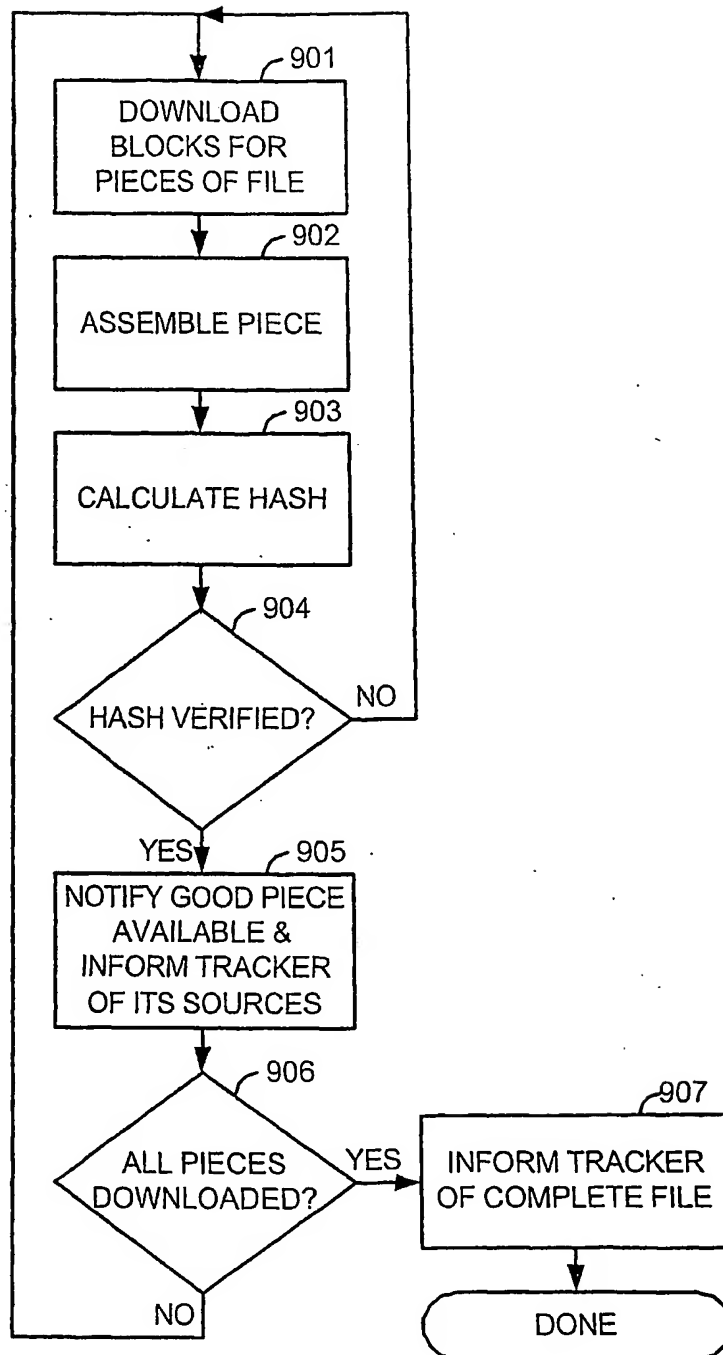 901
DOWNLOAD
BLOCKS FOR
PIECES OF FILE
902
ASSEMBLE PIECE
903
CALCULATE HASH
904
HASH VERIFIED?
NO
YES
905
NOTIFY GOOD PIECE
AVAILABLE &
INFORM TRACKER
OF ITS SOURCES
906
ALL PIECES
DOWNLOADED?
YES
NO
907
INFORM TRACKER
OF COMPLETE FILE
DONE